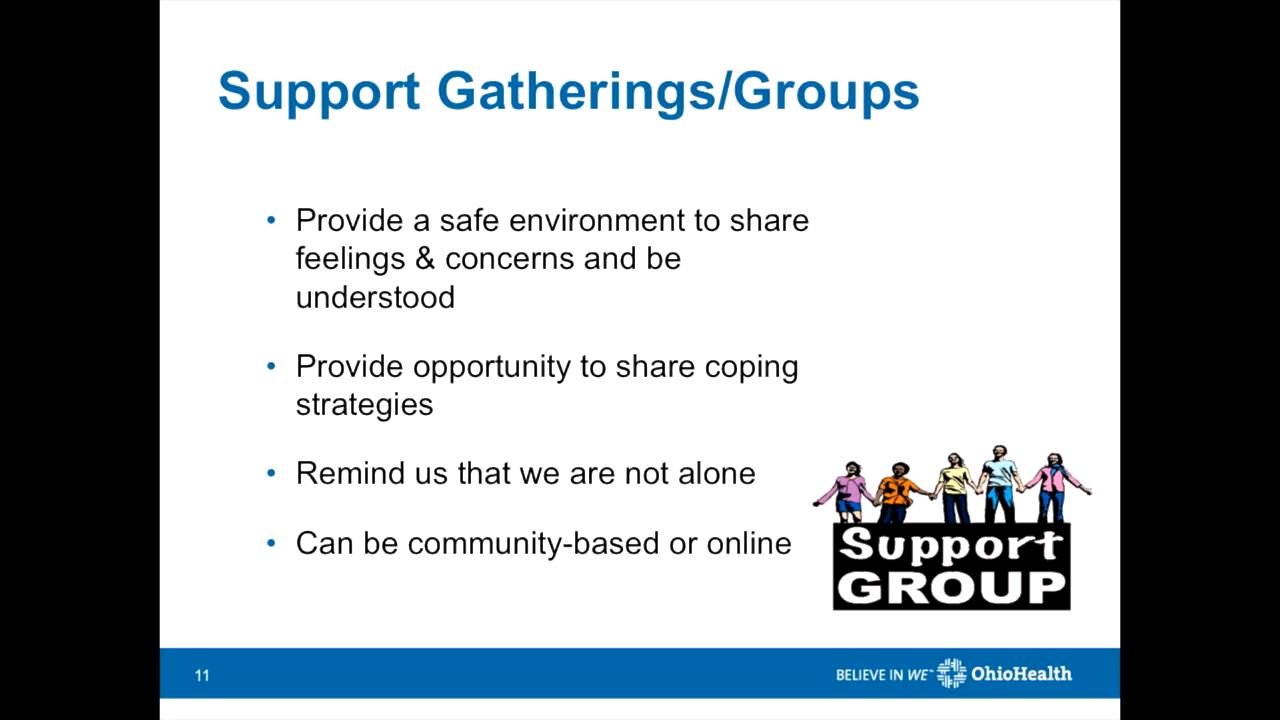 Support Gatherings/Groups
• Provide a safe environment to share
feelings & concerns and be
understood
• Provide opportunity to share coping
strategies
• Remind us that we are not alone
• Can be community-based or online
Support
GROUP
11
BELIEVE IN WE™ OhioHealth